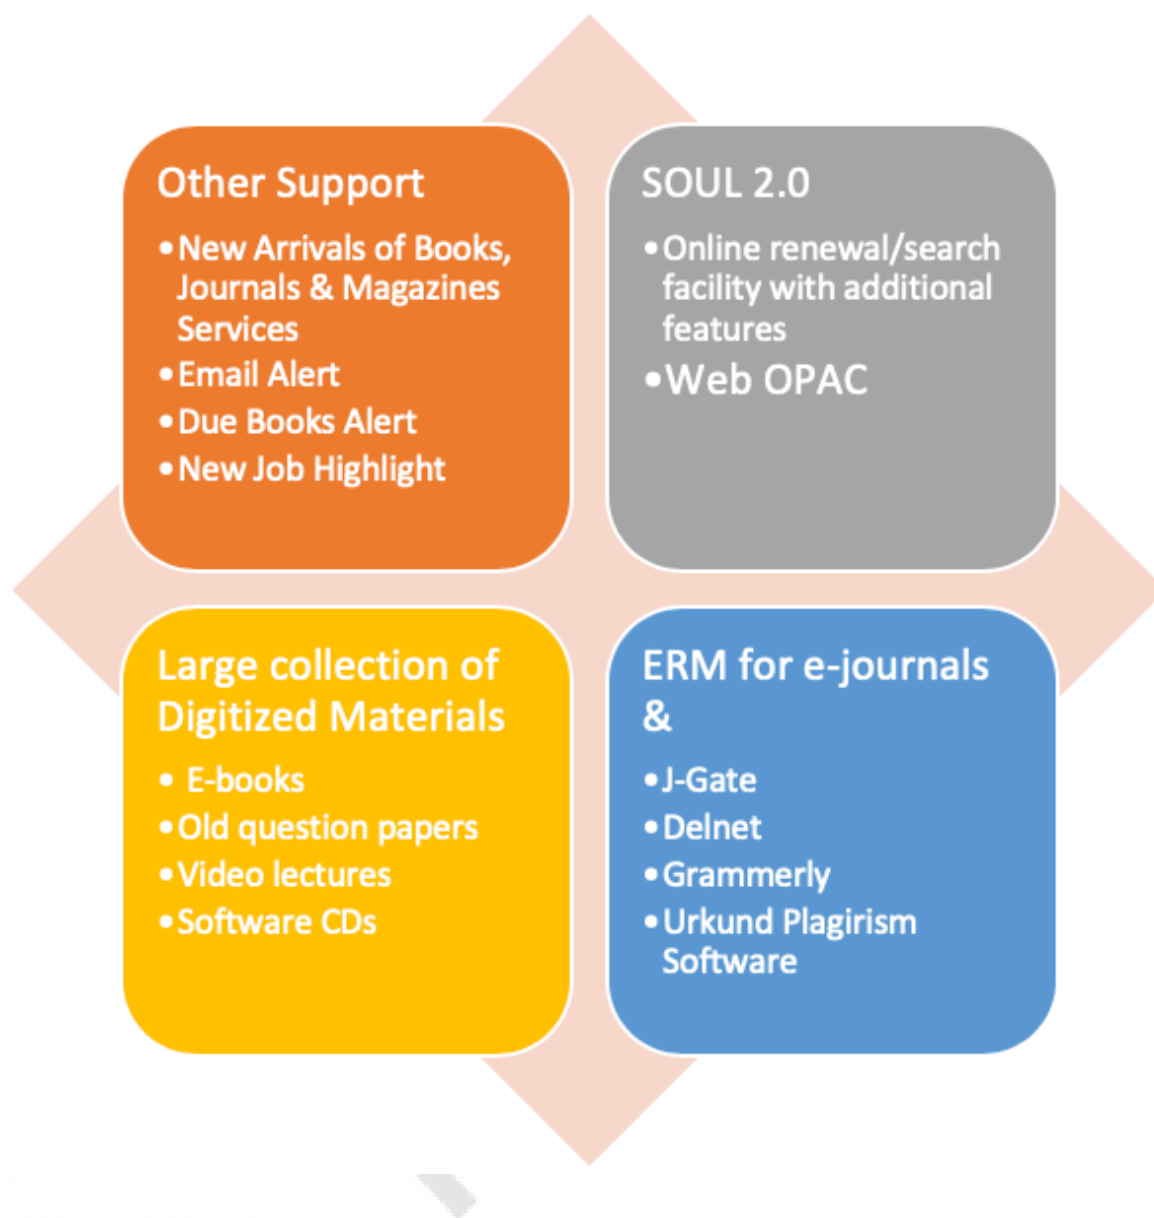 Other Support
•New Arrivals of Books,
Journals & Magazines
Services
•Email Alert
•Due Books Alert
•New Job Highlight
SOUL 2.0
•Online renewal/search
facility with additional
features
•Web OPAC
Large collection of
Digitized Materials
• E-books
•Old question papers
•Video lectures
•Software CDs
ERM for e-journals
&
•J-Gate
•Delnet
•Grammerly
•Urkund Plagirism
Software